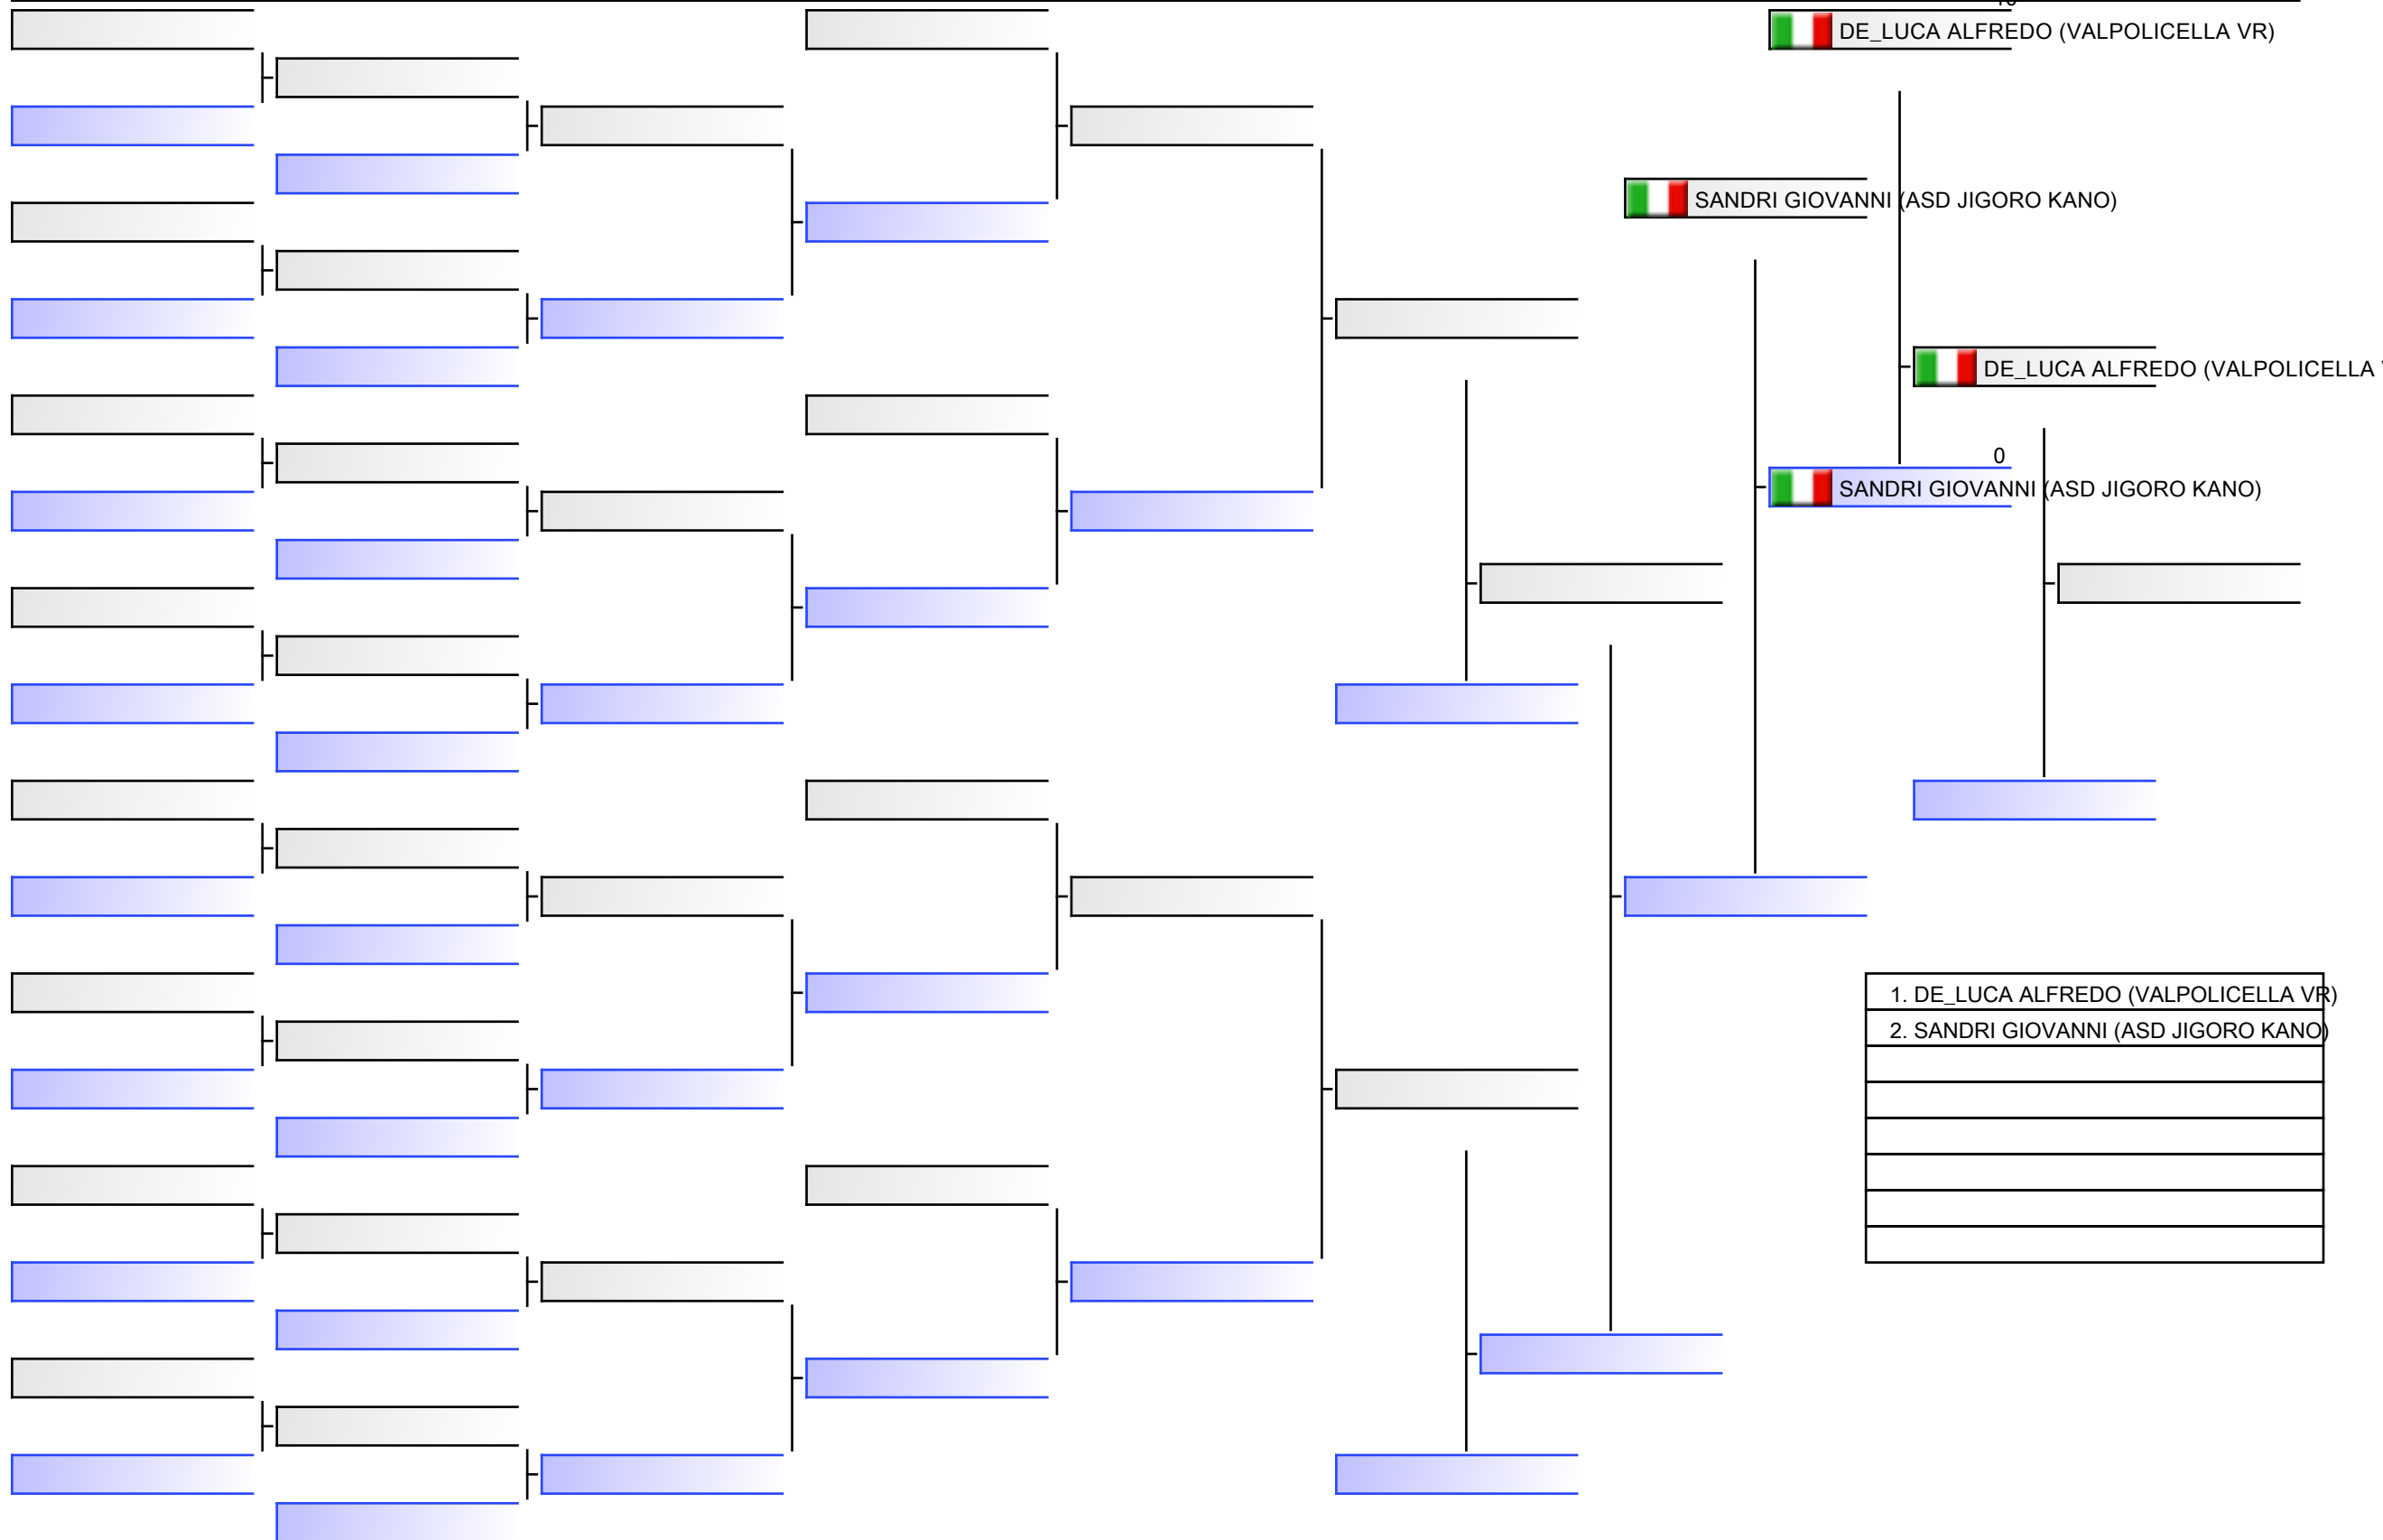 DE_LUCA ALFREDO (VALPOLICELLA VR)
SANDRI GIOVANNI (ASD JIGORO KANO)
DE_LUCA ALFREDO (VALPOLICELLA
0
SANDRI GIOVANNI (ASD JIGORO KANO)
1. DE_LUCA ALFREDO (VALPOLICELLA VR)
2. SANDRI GIOVANNI (ASD JIGORO KANO)